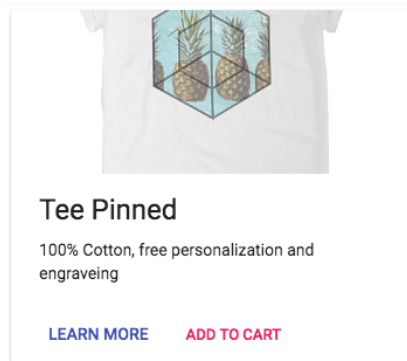 Tee Pinned
100% Cotton, free personalization and
engraveing
LEARN MORE ADD TO CART